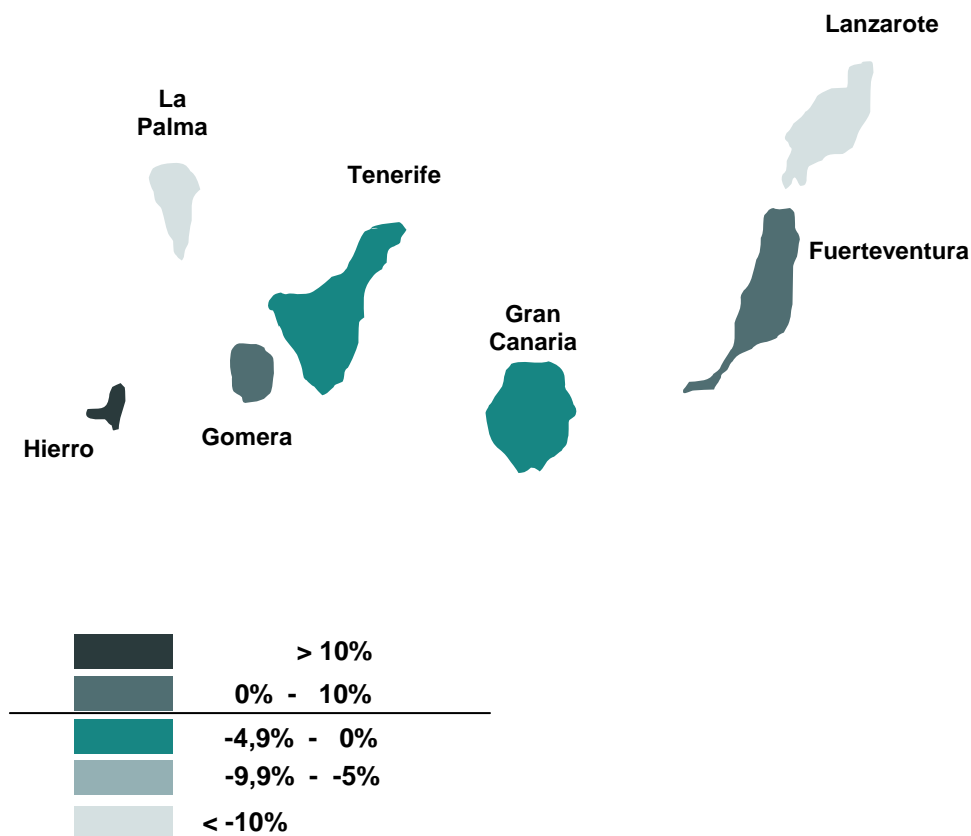 Lanzarote
La
Palma
Tenerife
Fuerteventura
Gran
Canaria
Gomera
Hierro
> 10%
0% - 10%
-4,9% - 0%
-9,9% - -5%
< -10%